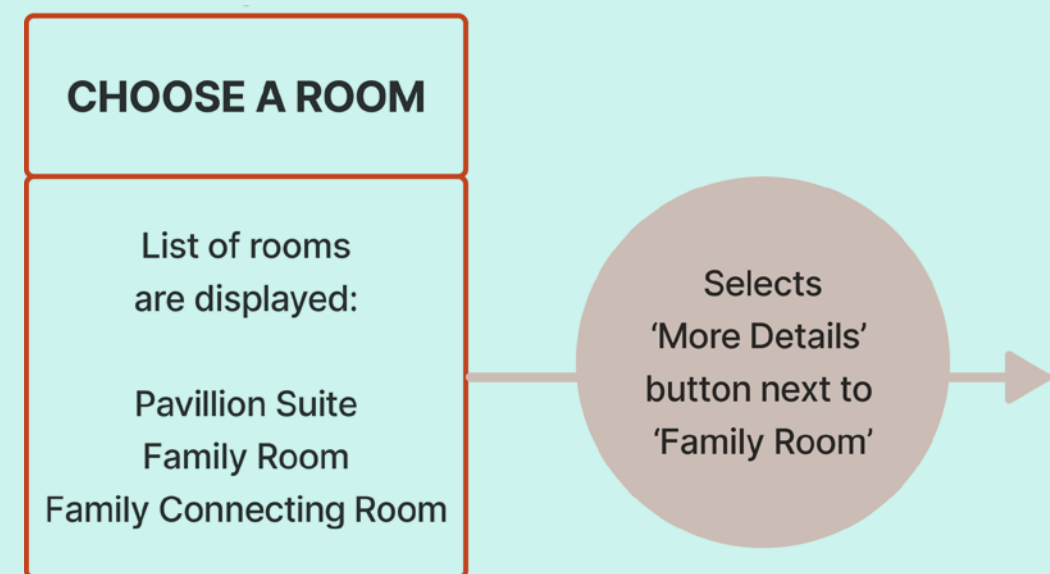 CHOOSE A ROOM
List of rooms
are displayed:
Pavillion Suite
Family Room
Family Connecting Room
Selects
‘More Details’
button next to
‘Family Room’